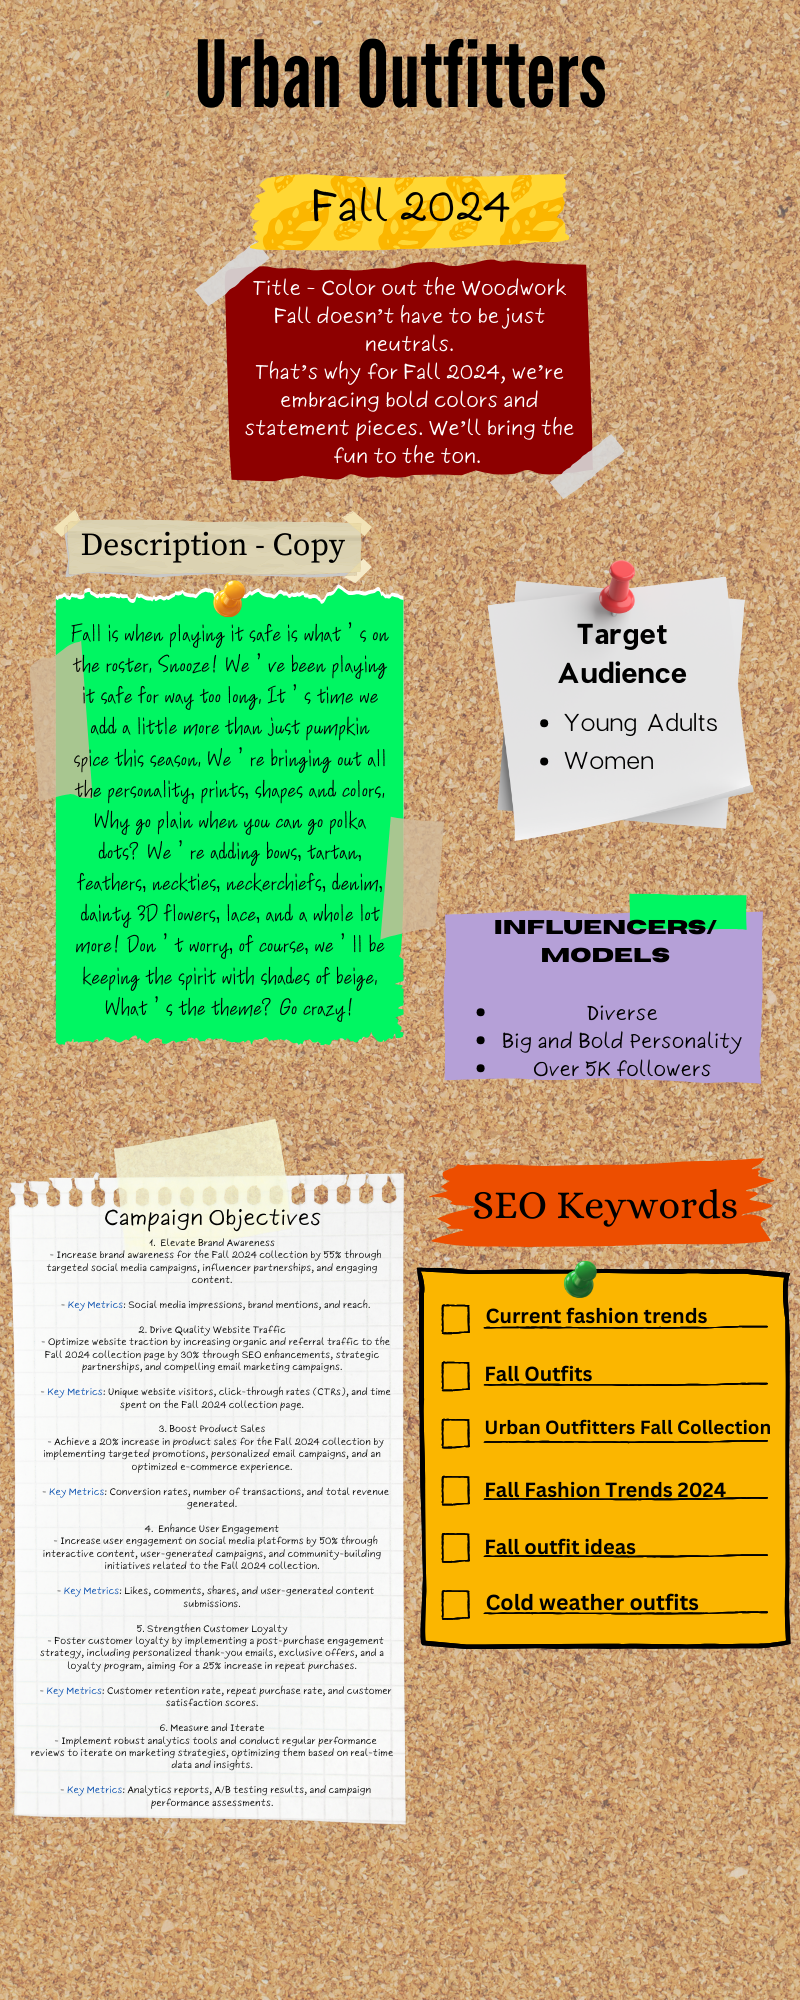 Urban Outfitters
Fall 2024
Title - Color out the Woodwork
Fall doesn't have to be just
neutrals.
That's why for Fall 2024, we're
embracing bold colors and
statement pieces. We'll bring the
fun to the ton.
Description - Copy
Fall is when playing it safe is what's on
the roster. Snooze! We've been playing
it safe for way too long. It's time we
add a little more than just pumpkin
spice this season. We're bringing out all
the personality, prints, shapes and colors.
Why go plain when you can go polka
dots? We're adding bows, tartan,
feathers, neckties, neckerchiefs, denim,
dainty 3D flowers, lace, and a whole lot
more! Don't worry, of course, we'll be
keeping the spirit with shades of beige.
What's the theme? Go crazy!
Target
Audience
• Young Adults
• Women
INFLUENCERS/
MODELS
• Diverse
• Big and Bold Personality
• Over 5K followers
Campaign Objectives
1. Elevate Brand Awareness
- Increase brand awareness for the Fall 2024 collection by 55% through
targeted social media campaigns, influencer partnerships, and engaging
content.
- Key Metrics: Social media impressions, brand mentions, and reach.
2. Drive Quality Website Traffic
- Optimize website traction by increasing organic and referral traffic to the
Fall 2024 collection page by 30% through SEO enhancements, strategic
partnerships, and compelling email marketing campaigns.
- Key Metrics: Unique website visitors, click-through rates (CTRs), and time
spent on the Fall 2024 collection page.
3. Boost Product Sales
- Achieve a 20% increase in product sales for the Fall 2024 collection by
implementing targeted promotions, personalized email campaigns, and an
optimized e-commerce experience.
- Key Metrics: Conversion rates, number of transactions, and total revenue
generated.
4. Enhance User Engagement
- Increase user engagement on social media platforms by 50% through
interactive content, user-generated campaigns, and community-building
initiatives related to the Fall 2024 collection.
- Key Metrics: Likes, comments, shares, and user-generated content
submissions.
5. Strengthen Customer Loyalty
- Foster customer loyalty by implementing a post-purchase engagement
strategy, including personalized thank-you emails, exclusive offers, and a
loyalty program, aiming for a 25% increase in repeat purchases.
- Key Metrics: Customer retention rate, repeat purchase rate, and customer
satisfaction scores.
6. Measure and Iterate
- Implement robust analytics tools and conduct regular performance
reviews to iterate on marketing strategies, optimizing them based on real-time
data and insights.
- Key Metrics: Analytics reports, A/B testing results, and campaign
performance assessments.
SEO Keywords
Current fashion trends
Fall Outfits
Urban Outfitters Fall Collection
Fall Fashion Trends 2024
Fall outfit ideas
Cold weather outfits